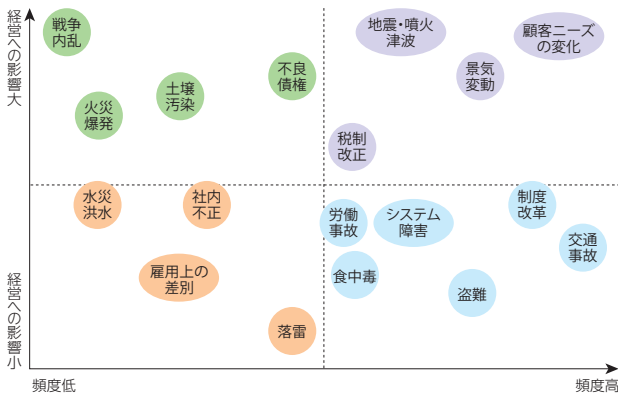 経営への影響大
戦争
内乱
火災
爆発
土壌
汚染
不良
債権
地震・噴火
津波
顧客ニーズ
の変化
景気
変動
税制
改正
水災
洪水
社内
不正
雇用上の
差別
落雷
労働
事故
システム
障害
制度
改革
交通
事故
食中毒
盗難
経営への影響小
頻度低
頻度高